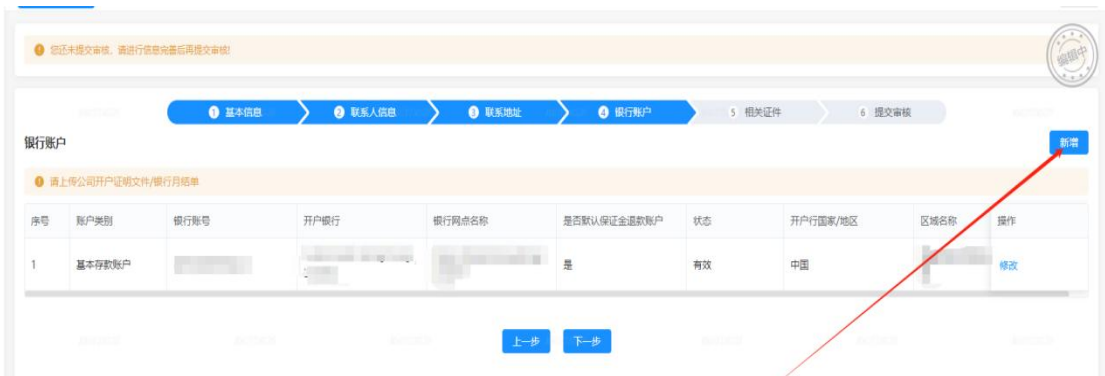 您还未提交审核，请进行信息完善后再提交审核!
编辑中
1 基本信息 2 联系人信息 3 联系地址 4 银行账户 5 相关证件 6 提交审核
银行账户
新增
请上传公司开户证明文件/银行月结单
序号 账户类别 银行账号 开户银行 银行网点名称 是否默认保证金退款账户 状态 开户行国家/地区 区域名称 操作
1 基本存款账户 是 有效 中国 修改
上一步 下一步